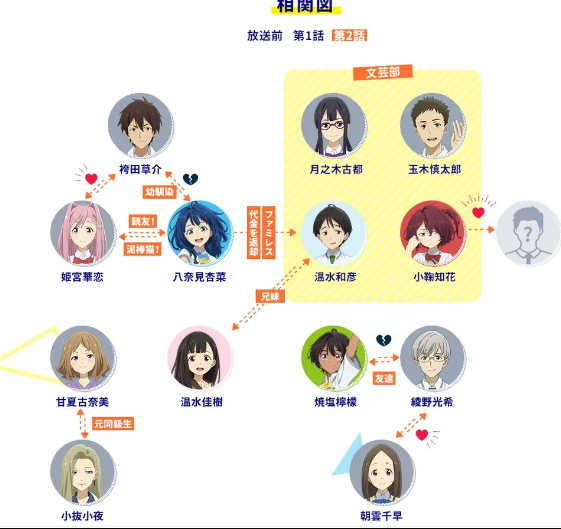 相関図
放送前 第1話 第2話
文芸部
袴田草介
月之木古都
玉木慎太郎
幼馴染
親友!
泥棒猫?
ファミレス
代金を返却
姫宮華恋
八奈見杏菜
温水和彦
小鞠知花
?
兄妹
甘夏古奈美
温水佳樹
焼塩檸檬
友達
綾野光希
元同級生
小抜小夜
朝雲千早